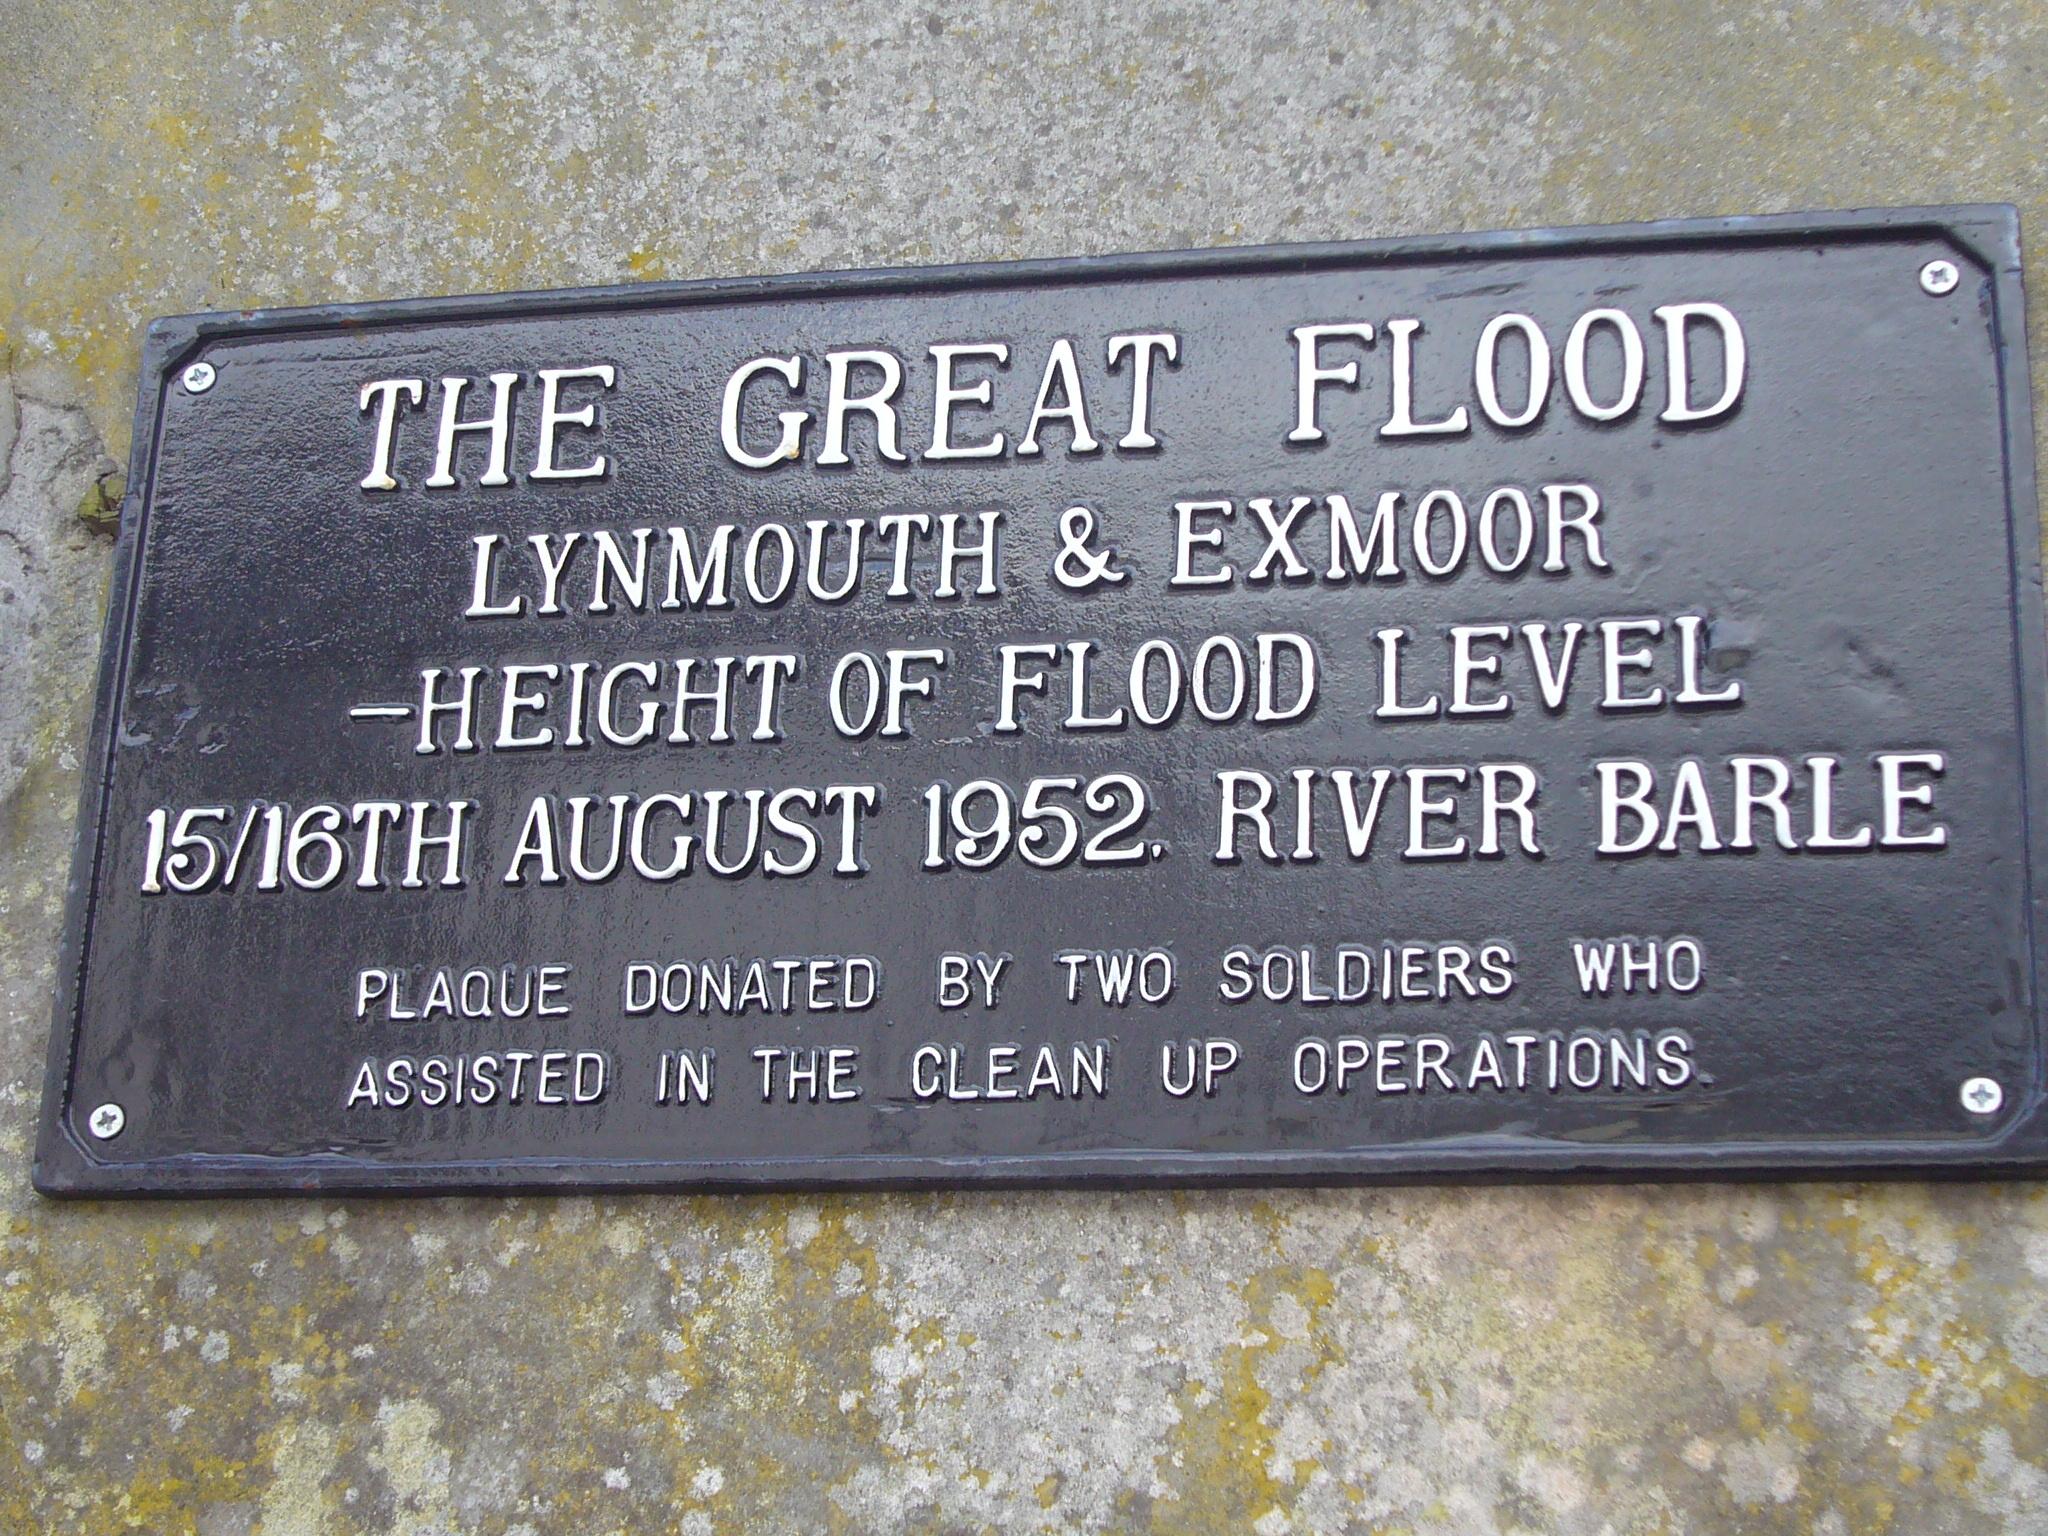 THE GREAT FLOOD
LYNMOUTH & EXMOOR
—HEIGHT OF FLOOD LEVEL
15/16TH AUGUST 1952. RIVER BARLE
PLAQUE DONATED BY TWO SOLDIERS WHO
ASSISTED IN THE CLEAN UP OPERATIONS.